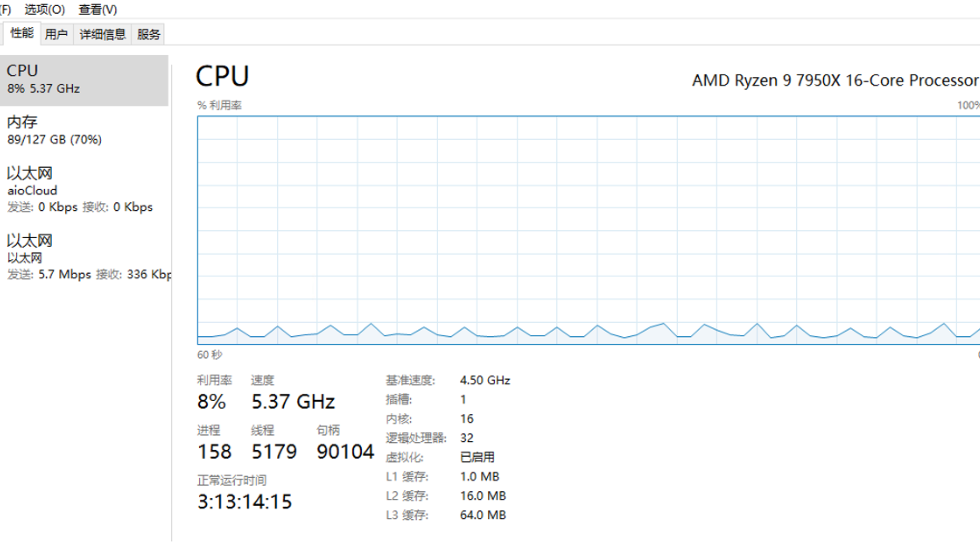 (F) 选项(O) 查看(V)
性能 用户 详细信息 服务
CPU
8% 5.37 GHz
内存
89/127 GB (70%)
以太网
aioCloud
发送: 0 Kbps 接收: 0 Kbps
以太网
以太网
发送: 5.7 Mbps 接收: 336 Kbp
CPU
AMD Ryzen 9 7950X 16-Core Processor
% 利用率
100%
60 秒
0
利用率 速度
8% 5.37 GHz
进程 线程 句柄
158 5179 90104
正常运行时间
3:13:14:15
基准速度: 4.50 GHz
插槽: 1
内核: 16
逻辑处理器: 32
虚拟化: 已启用
L1 缓存: 1.0 MB
L2 缓存: 16.0 MB
L3 缓存: 64.0 MB